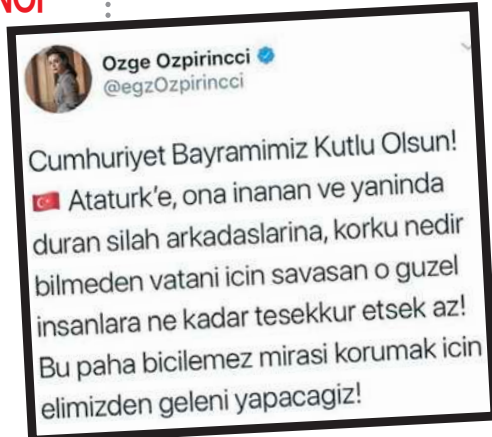 Ozge Ozpirincci
@egzOzpirincci
Cumhuriyet Bayramimiz Kutlu Olsun!
🇹🇷 Ataturk'e, ona inanan ve yaninda
duran silah arkadaslarina, korku nedir
bilmeden vatani icin savasan o guzel
insanlara ne kadar tesekkur etsek az!
Bu paha bicilemez mirasi korumak icin
elimizden geleni yapacagiz!